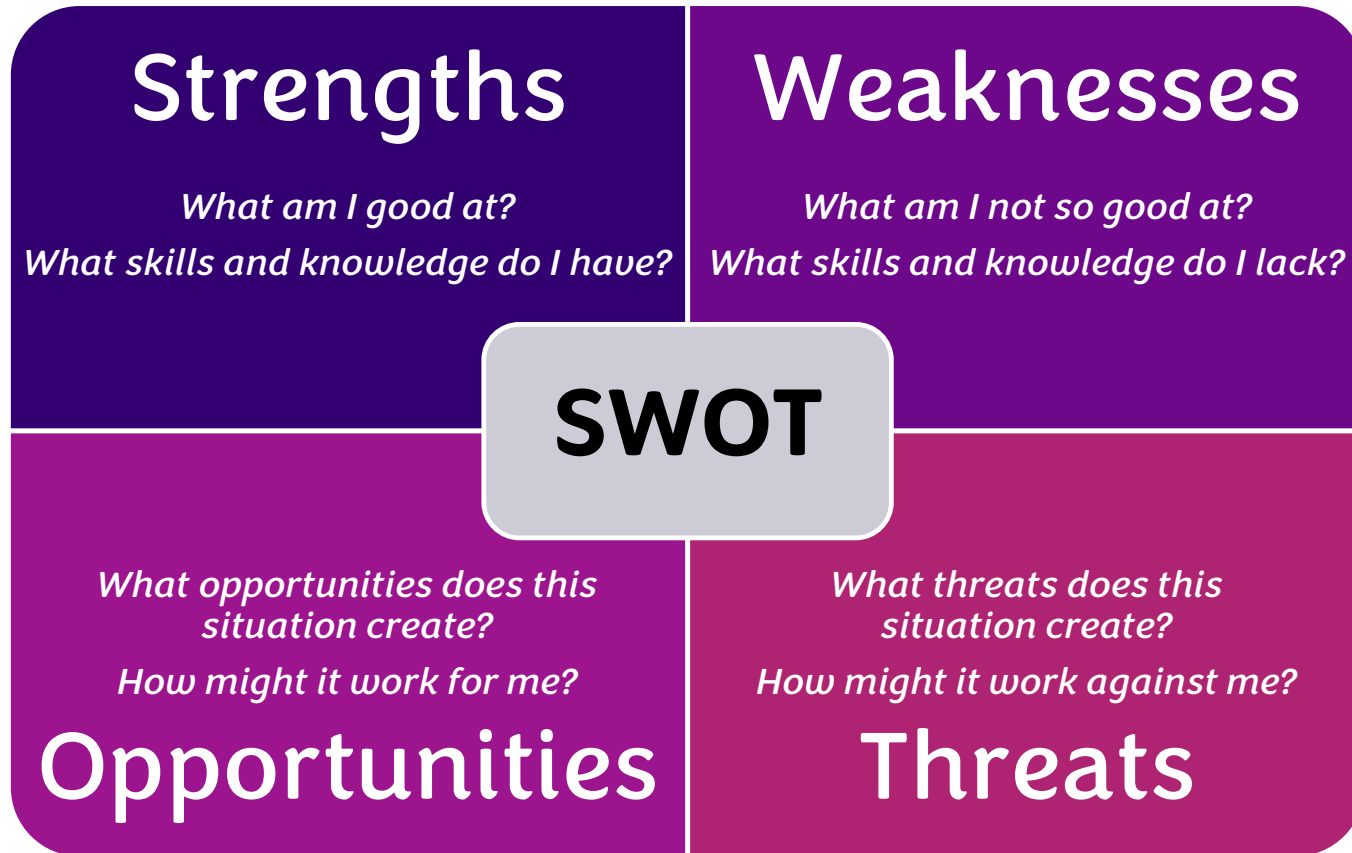 Strengths
What am I good at?
What skills and knowledge do I have?
Weaknesses
What am I not so good at?
What skills and knowledge do I lack?
SWOT
What opportunities does this
situation create?
How might it work for me?
Opportunities
What threats does this
situation create?
How might it work against me?
Threats